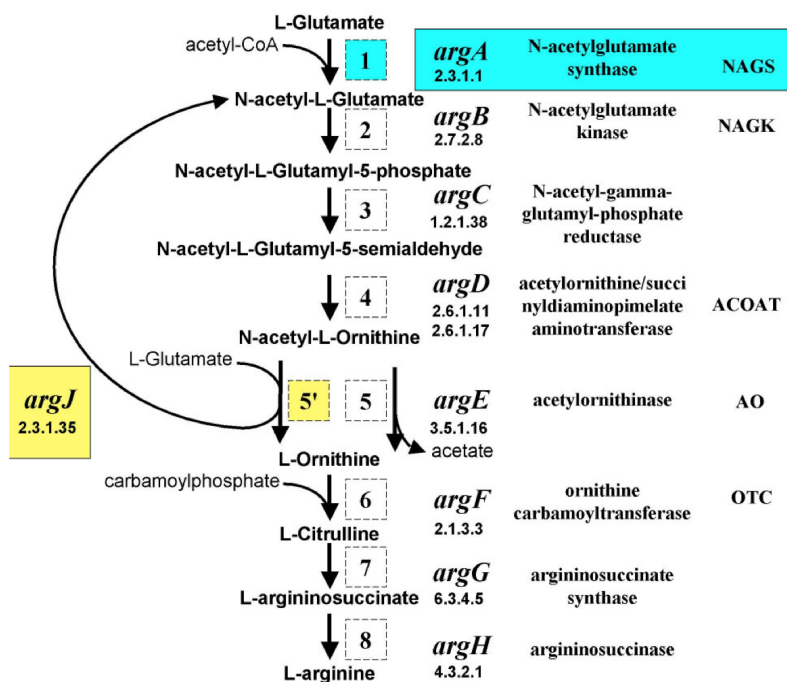 L-Glutamate
acetyl-CoA
1
argA
2.3.1.1
N-acetylglutamate
synthase
NAGS
N-acetyl-L-Glutamate
2
argB
2.7.2.8
N-acetylglutamate
kinase
NAGK
N-acetyl-L-Glutamyl-5-phosphate
3
argC
1.2.1.38
N-acetyl-gamma-
glutamyl-phosphate
reductase
N-acetyl-L-Glutamyl-5-semialdehyde
4
argD
2.6.1.11
2.6.1.17
acetylornithine/succi
nyldiaminopimelate
aminotransferase
ACOAT
N-acetyl-L-Ornithine
L-Glutamate
argJ
2.3.1.35
5'
5
argE
3.5.1.16
acetylornithinase
AO
acetate
L-Ornithine
carbamoylphosphate
6
argF
2.1.3.3
ornithine
carbamoyltransferase
OTC
L-Citrulline
7
argG
6.3.4.5
argininosuccinate
synthase
L-argininosuccinate
8
argH
4.3.2.1
argininosuccinase
L-arginine